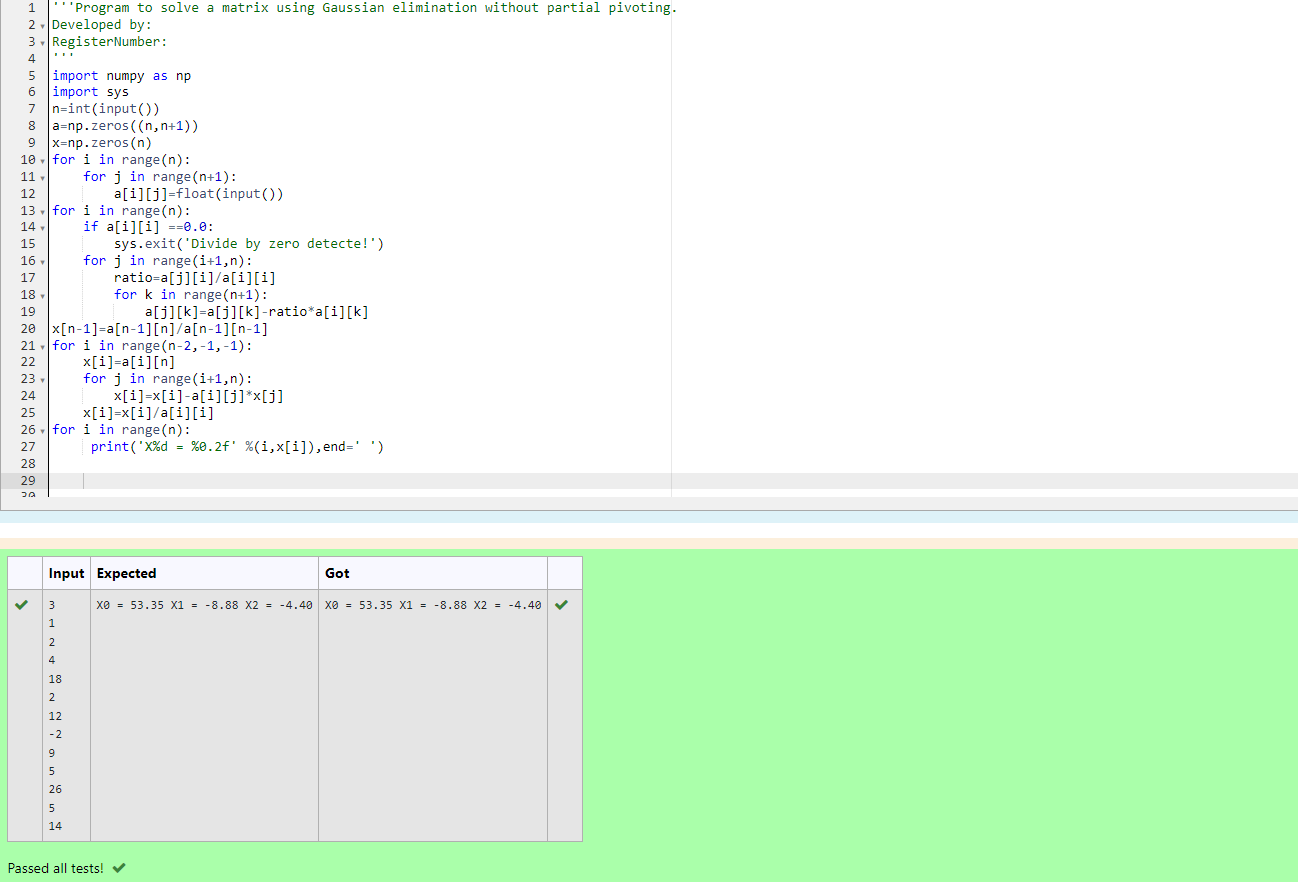 1 '''Program to solve a matrix using Gaussian elimination without partial pivoting.
2 Developed by:
3 RegisterNumber:
4 '''
5 import numpy as np
6 import sys
7 n=int(input())
8 a=np.zeros((n,n+1))
9 x=np.zeros(n)
10 for i in range(n):
11     for j in range(n+1):
12         a[i][j]=float(input())
13 for i in range(n):
14     if a[i][i] ==0.0:
15         sys.exit('Divide by zero detecte!')
16     for j in range(i+1,n):
17         ratio=a[j][i]/a[i][i]
18         for k in range(n+1):
19             a[j][k]=a[j][k]-ratio*a[i][k]
20 x[n-1]=a[n-1][n]/a[n-1][n-1]
21 for i in range(n-2,-1,-1):
22     x[i]=a[i][n]
23     for j in range(i+1,n):
24         x[i]=x[i]-a[i][j]*x[j]
25     x[i]=x[i]/a[i][i]
26 for i in range(n):
27      print('X%d = %0.2f' %(i,x[i]),end=' ')
28
29
30
Input Expected Got
3 X0 = 53.35 X1 = -8.88 X2 = -4.40 X0 = 53.35 X1 = -8.88 X2 = -4.40
1
2
4
18
2
12
-2
9
5
26
5
14
Passed all tests!